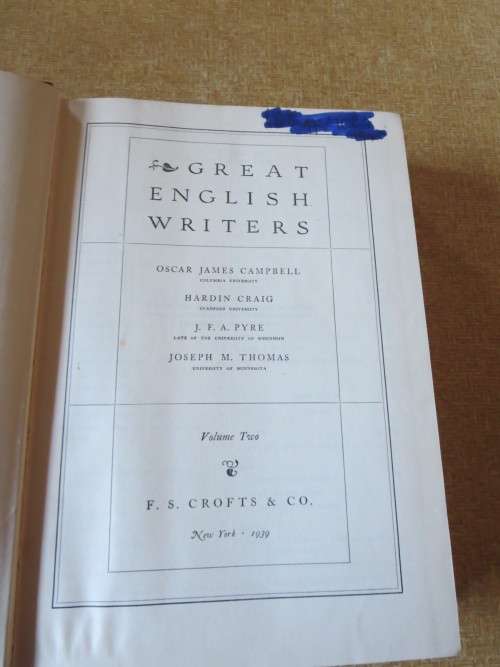 GREAT
ENGLISH
WRITERS
OSCAR JAMES CAMPBELL
COLUMBIA UNIVERSITY
HARDIN CRAIG
STANFORD UNIVERSITY
J. F. A. PYRE
LATE OF THE UNIVERSITY OF WISCONSIN
JOSEPH M. THOMAS
UNIVERSITY OF MINNESOTA
Volume Two
F. S. CROFTS & CO.
New York · 1939